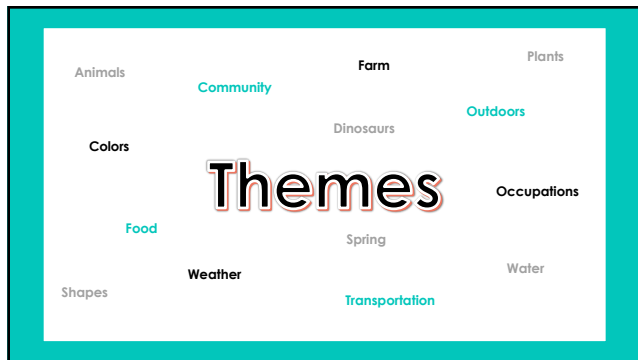 Plants
Farm
Animals
Community
Outdoors
Dinosaurs
Colors
Themes
Occupations
Food
Spring
Water
Weather
Shapes
Transportation